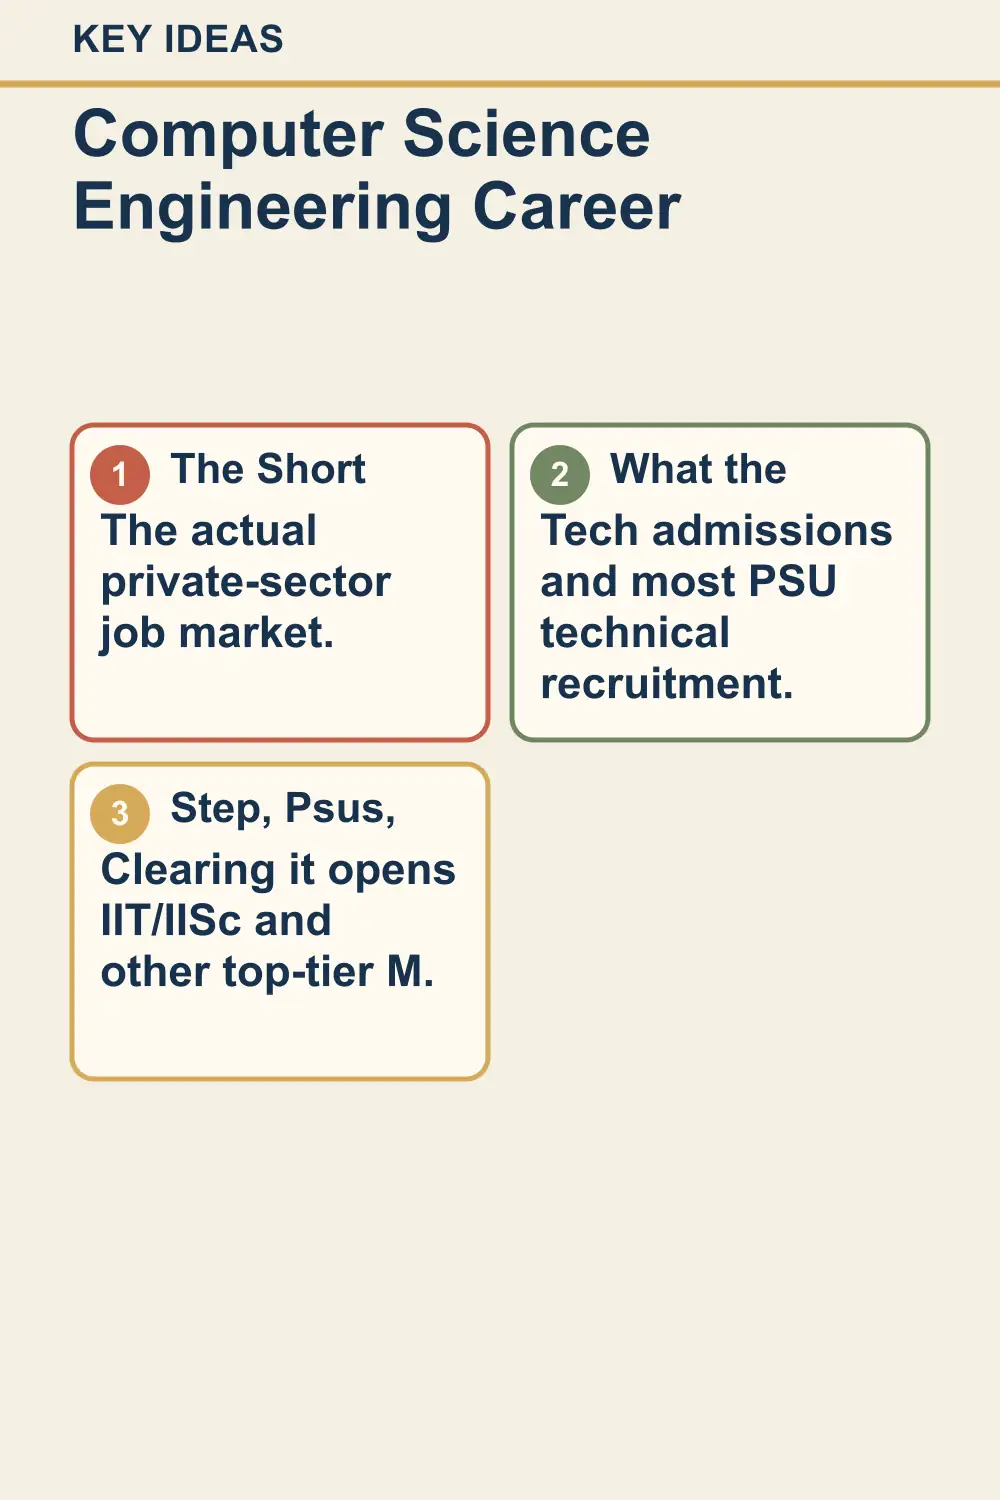 KEY IDEAS
Computer Science
Engineering Career
1 The Short
The actual
private-sector
job market.
2 What the
Tech admissions
and most PSU
technical
recruitment.
3 Step, Psus,
Clearing it opens
IIT/IISc and
other top-tier M.